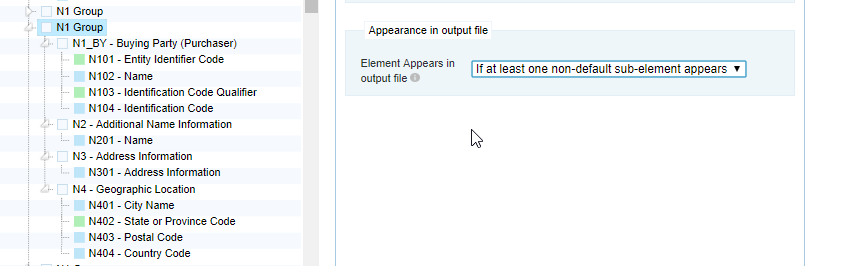 N1 Group
N1 Group
N1_BY - Buying Party (Purchaser)
N101 - Entity Identifier Code
N102 - Name
N103 - Identification Code Qualifier
N104 - Identification Code
N2 - Additional Name Information
N201 - Name
N3 - Address Information
N301 - Address Information
N4 - Geographic Location
N401 - City Name
N402 - State or Province Code
N403 - Postal Code
N404 - Country Code
Appearance in output file
Element Appears in
output file
If at least one non-default sub-element appears